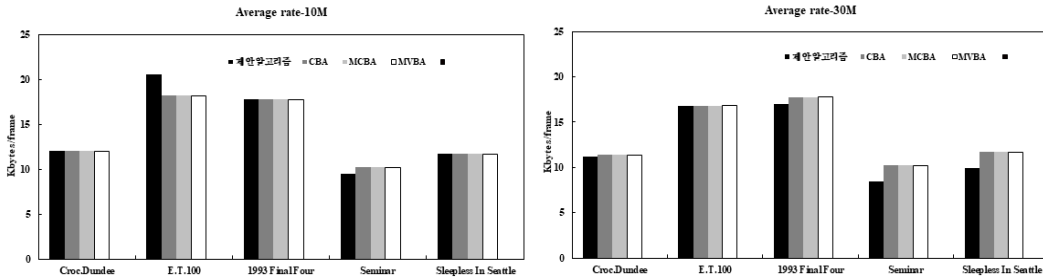 Average rate-10M
25
20
15
10
5
0
Kbytes/frame
제안알고리즘 CBA MCBA MVBA
Croc.Dundee E.T.100 1993 Final Four Seminar Sleepless In Seattle
Average rate-30M
25
20
15
10
5
0
Kbytes/frame
제안알고리즘 CBA MCBA MVBA
Croc.Dundee E.T.100 1993 Final Four Seminar Sleepless In Seattle